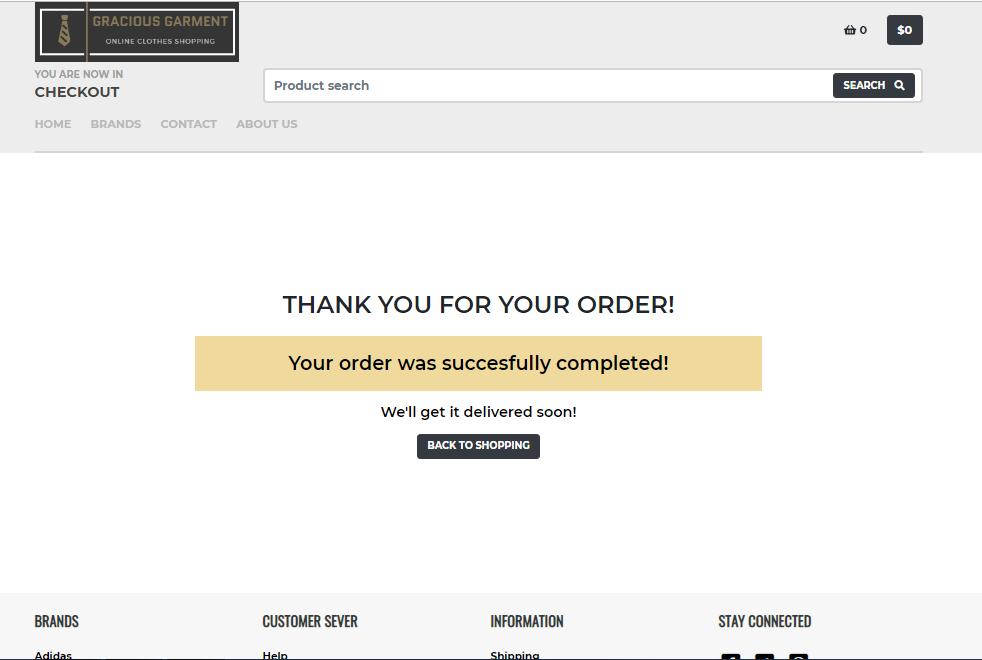 GRACIOUS GARMENT
ONLINE CLOTHES SHOPPING
0
$0
YOU ARE NOW IN
CHECKOUT
Product search
SEARCH
HOME BRANDS CONTACT ABOUT US
THANK YOU FOR YOUR ORDER!
Your order was succesfully completed!
We'll get it delivered soon!
BACK TO SHOPPING
BRANDS CUSTOMER SEVER INFORMATION STAY CONNECTED
Adidas Help Shipping